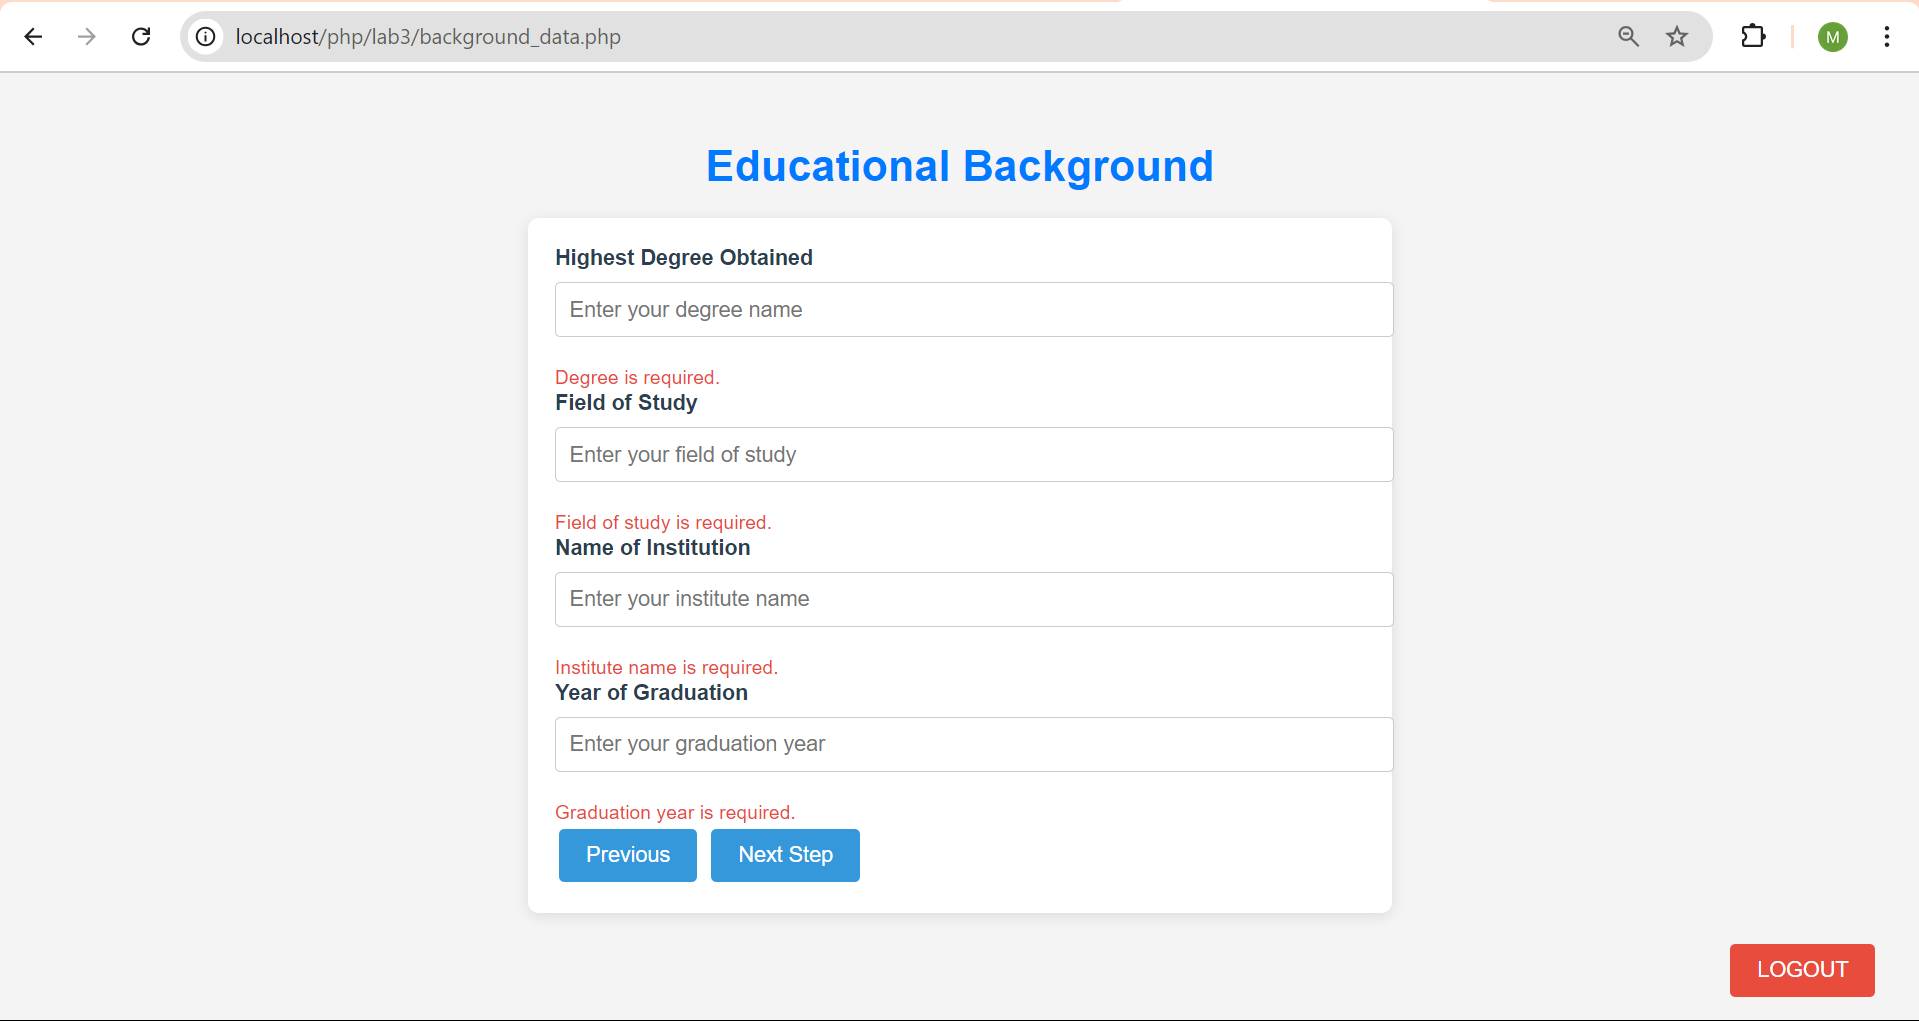 localhost/php/lab3/background_data.php
M
Educational Background
Highest Degree Obtained
Enter your degree name
Degree is required.
Field of Study
Enter your field of study
Field of study is required.
Name of Institution
Enter your institute name
Institute name is required.
Year of Graduation
Enter your graduation year
Graduation year is required.
Previous Next Step
LOGOUT